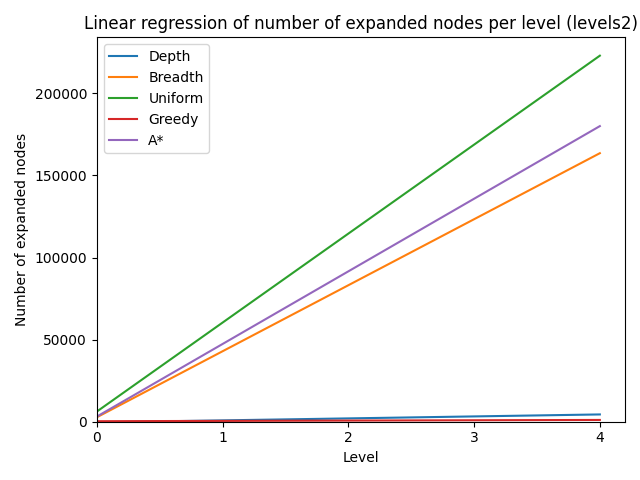 Linear regression of number of expanded nodes per level (levels2)
Depth
Breadth
Uniform
Greedy
A*
Number of expanded nodes
200000
150000
100000
50000
0
0 1 2 3 4
Level